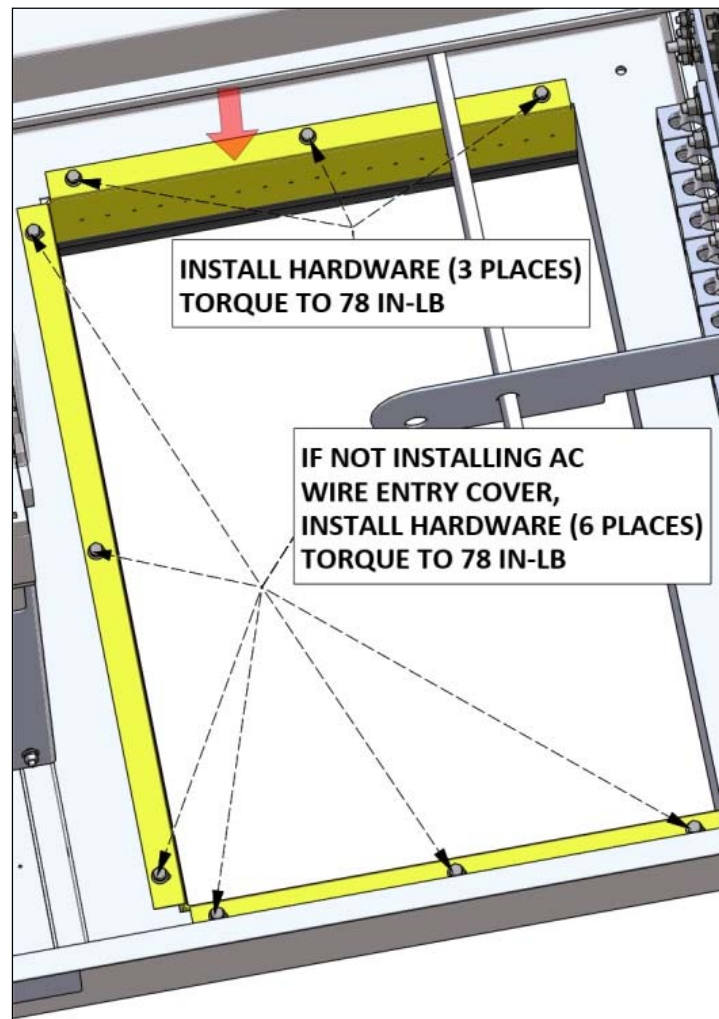 INSTALL HARDWARE (3 PLACES)
TORQUE TO 78 IN-LB
IF NOT INSTALLING AC
WIRE ENTRY COVER,
INSTALL HARDWARE (6 PLACES)
TORQUE TO 78 IN-LB